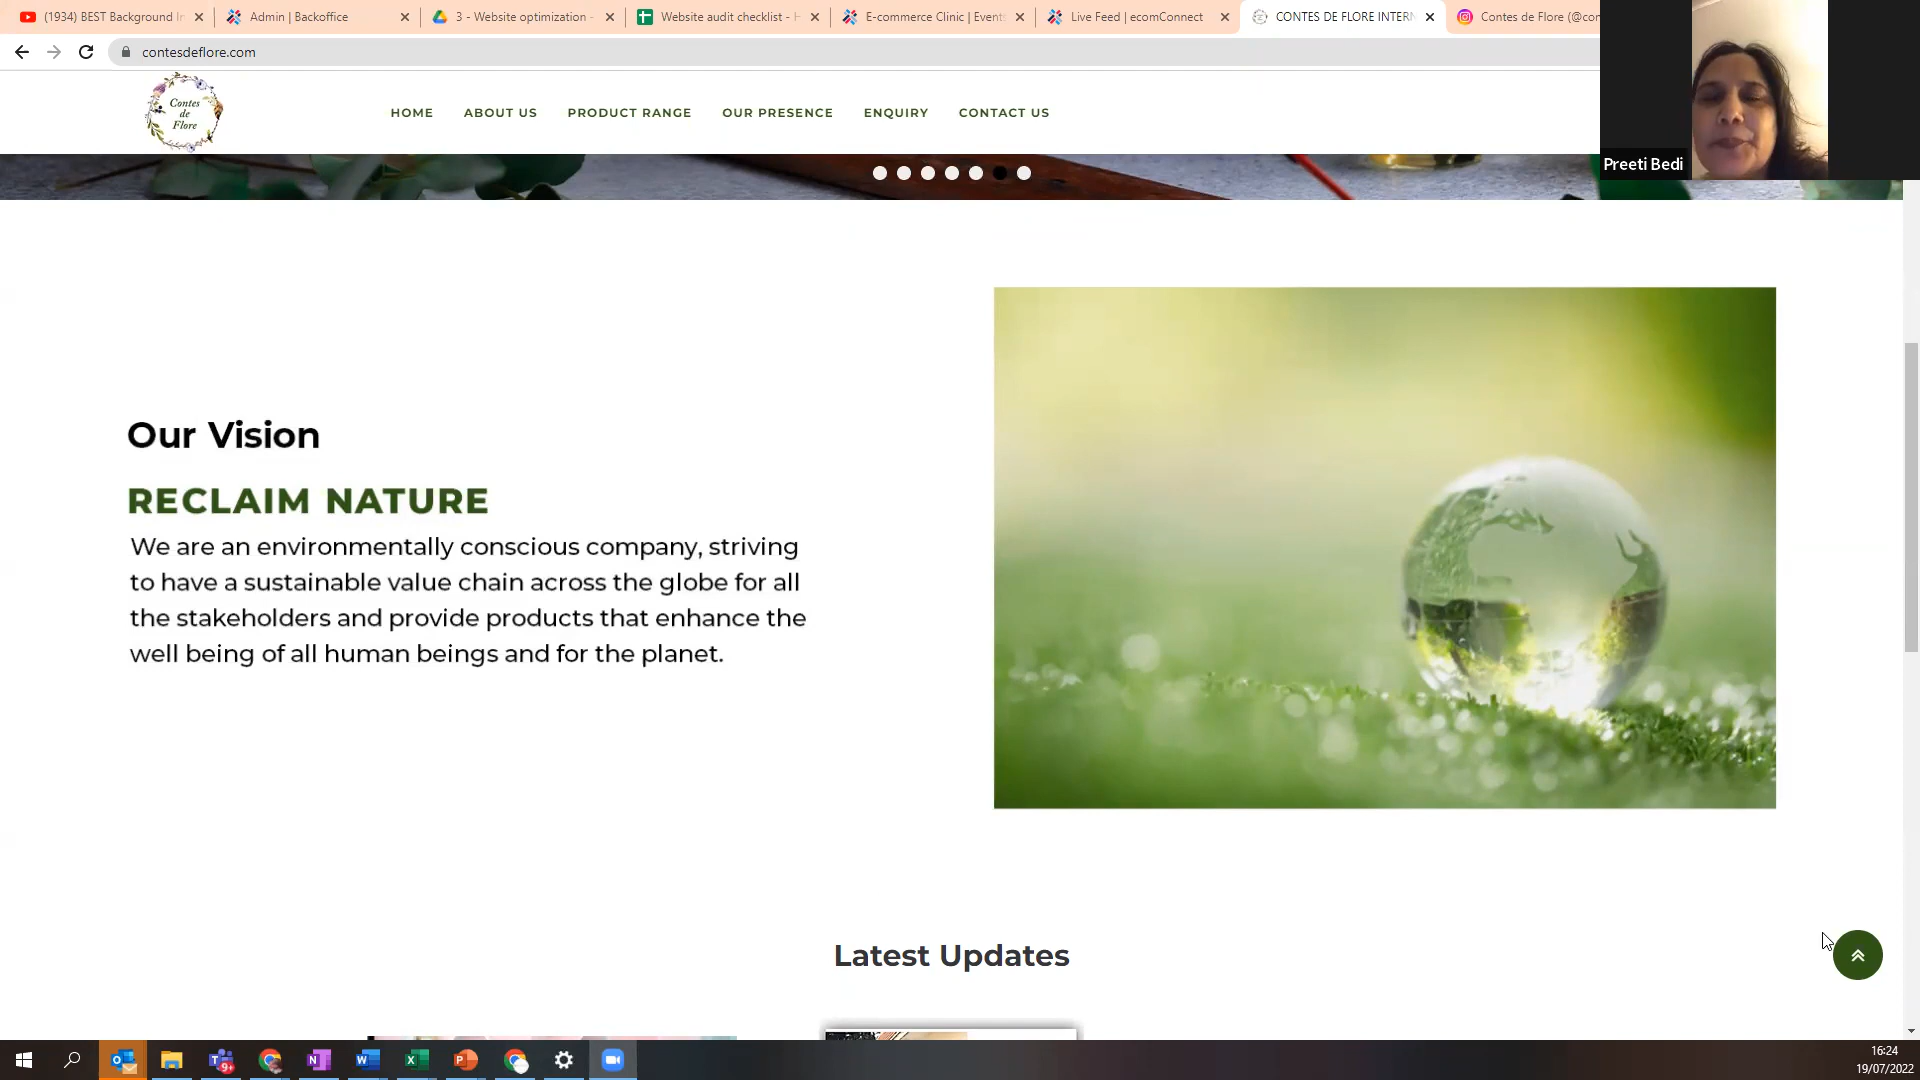 (1934) BEST Background In
Admin | Backoffice
3 - Website optimization -
Website audit checklist - H
E-commerce Clinic | Event
Live Feed | ecomConnect
CONTES DE FLORE INTERN
Contes de Flore (@con
contesdeflore.com
Contes
de
Flore
HOME
ABOUT US
PRODUCT RANGE
OUR PRESENCE
ENQUIRY
CONTACT US
Preeti Bedi
Our Vision
RECLAIM NATURE
We are an environmentally conscious company, striving
to have a sustainable value chain across the globe for all
the stakeholders and provide products that enhance the
well being of all human beings and for the planet.
Latest Updates
9+
16:24
19/07/2022